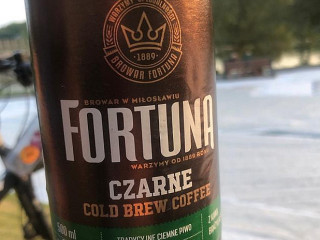 WARZYMY Z
1889
BROWAR FORTUNA
BROWAR W MIŁOSŁAWIU
FORTUNA
WARZYMY OD 1889 ROKU
CZARNE
COLD BREW COFFEE
500 ml
TRADYCYJNE CIEMNE PIWO